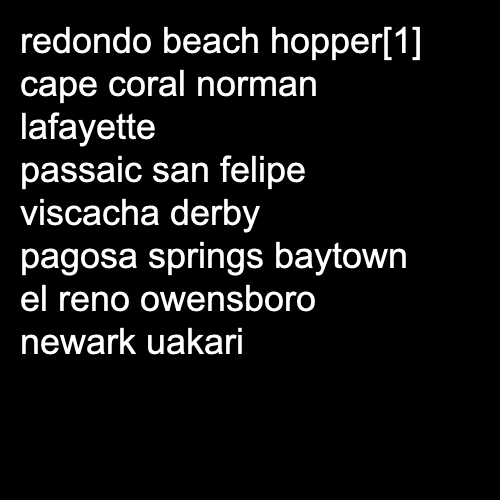 redondo beach hopper[1]
cape coral norman
lafayette
passaic san felipe
viscacha derby
pagosa springs baytown
el reno owensboro
newark uakari